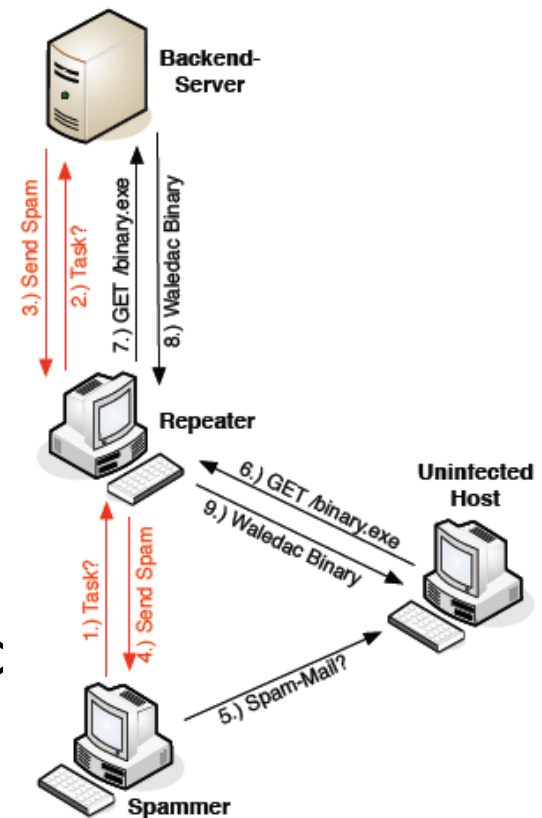 Backend-
Server
3.) Send Spam
2.) Task?
7.) GET /binary.exe
8.) Waledac Binary
Repeater
6.) GET /binary.exe
9.) Waledac Binary
Uninfected
Host
1.) Task?
4.) Send Spam
5.) Spam-Mail?
Spammer